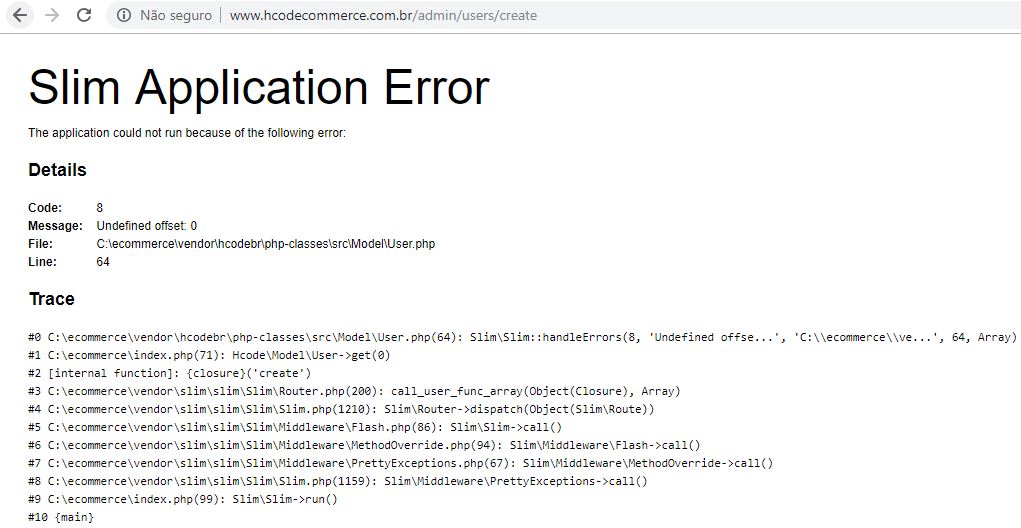 Não seguro | www.hcodecommerce.com.br/admin/users/create
Slim Application Error
The application could not run because of the following error:
Details
Code: 8
Message: Undefined offset: 0
File: C:\ecommerce\vendor\hcodebr\php-classes\src\Model\User.php
Line: 64
Trace
#0 C:\ecommerce\vendor\hcodebr\php-classes\src\Model\User.php(64): Slim\Slim::handleErrors(8, 'Undefined offse...', 'C:\\ecommerce\\ve...', 64, Array)
#1 C:\ecommerce\index.php(71): Hcode\Model\User->get(0)
#2 [internal function]: {closure}('create')
#3 C:\ecommerce\vendor\slim\slim\Slim\Router.php(200): call_user_func_array(Object(Closure), Array)
#4 C:\ecommerce\vendor\slim\slim\Slim\Slim.php(1210): Slim\Router->dispatch(Object(Slim\Route))
#5 C:\ecommerce\vendor\slim\slim\Slim\Middleware\Flash.php(86): Slim\Slim->call()
#6 C:\ecommerce\vendor\slim\slim\Slim\Middleware\MethodOverride.php(94): Slim\Middleware\Flash->call()
#7 C:\ecommerce\vendor\slim\slim\Slim\Middleware\PrettyExceptions.php(67): Slim\Middleware\MethodOverride->call()
#8 C:\ecommerce\vendor\slim\slim\Slim\Slim.php(1159): Slim\Middleware\PrettyExceptions->call()
#9 C:\ecommerce\index.php(99): Slim\Slim->run()
#10 {main}